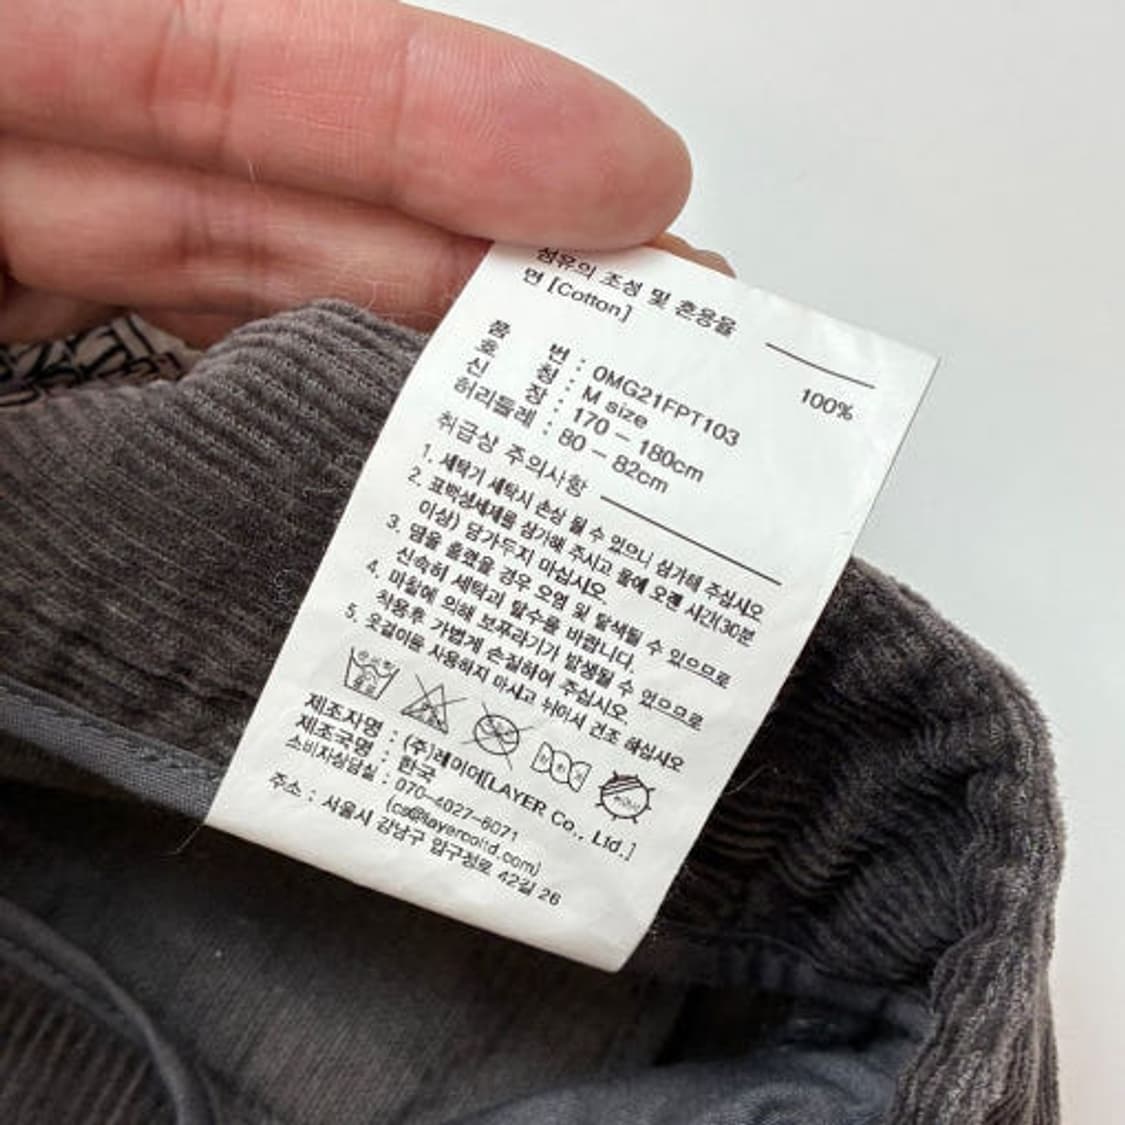 섬유의 조성 및 혼용율
면 [Cotton] 100%
품 번 : 0MG21FPT103
호 칭 : M size
신 장 : 170 - 180cm
허리둘레 : 80 - 82cm
취급상 주의사항
1. 세탁기 세탁시 손상 될 수 있으니 삼가해 주십시오
2. 표백성세제를 삼가해 주시고 물에 오랜 시간(30분
이상) 담가두지 마십시오.
3. 땀을 흘렸을 경우 오염 및 탈색될 수 있으므로
신속히 세탁과 탈수를 바랍니다.
4. 마찰에 의해 보푸라기가 발생될 수 있으므로
착용후 가볍게 손질하여 주십시오.
5. 옷걸이를 사용하지 마시고 뉘어서 건조 하십시오
제조자명 : (주)레이어[LAYER Co., Ltd.]
제조국명 : 한국
소비자상담실 : 070-4027-6071
(cs@layercoltd.com)
주소 : 서울시 강남구 압구정로 42길 26